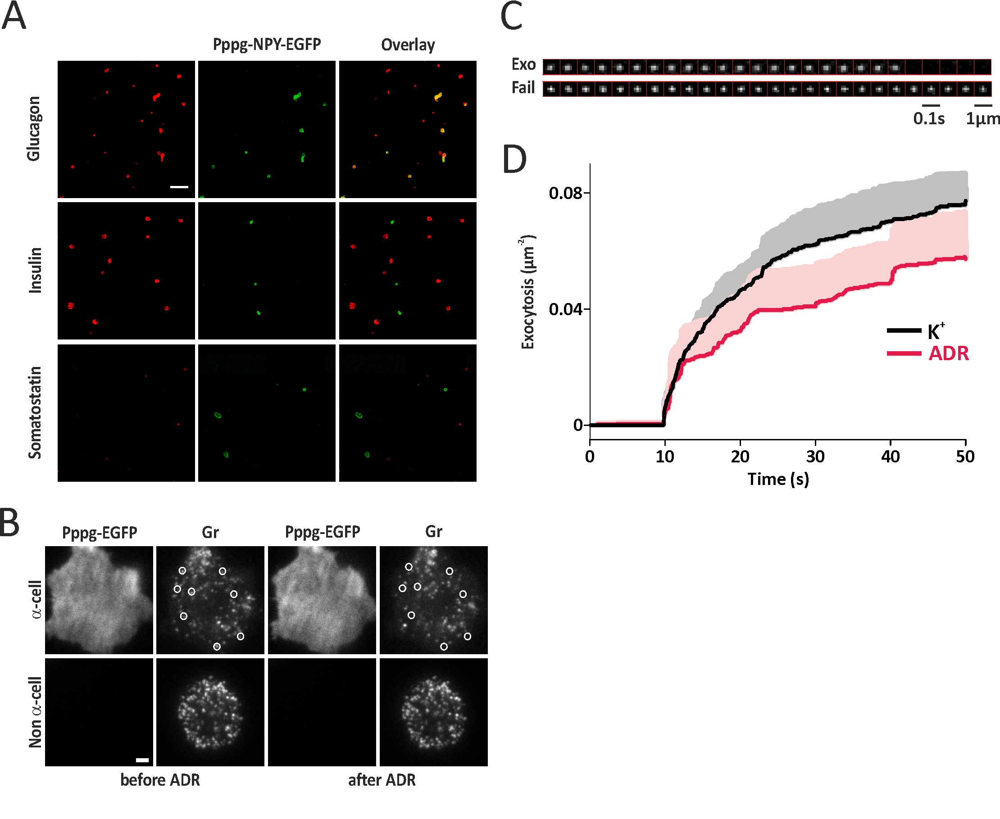 A
Pppg-NPY-EGFP
Overlay
Glucagon
Insulin
Somatostatin
B
Pppg-EGFP
Gr
Pppg-EGFP
Gr
α-cell
Non α-cell
before ADR
after ADR
C
Exo
Fail
0.1s
1µm
D
Exocytosis (µm⁻²)
0.08
0.04
0
K⁺
ADR
0
10
20
30
40
50
Time (s)